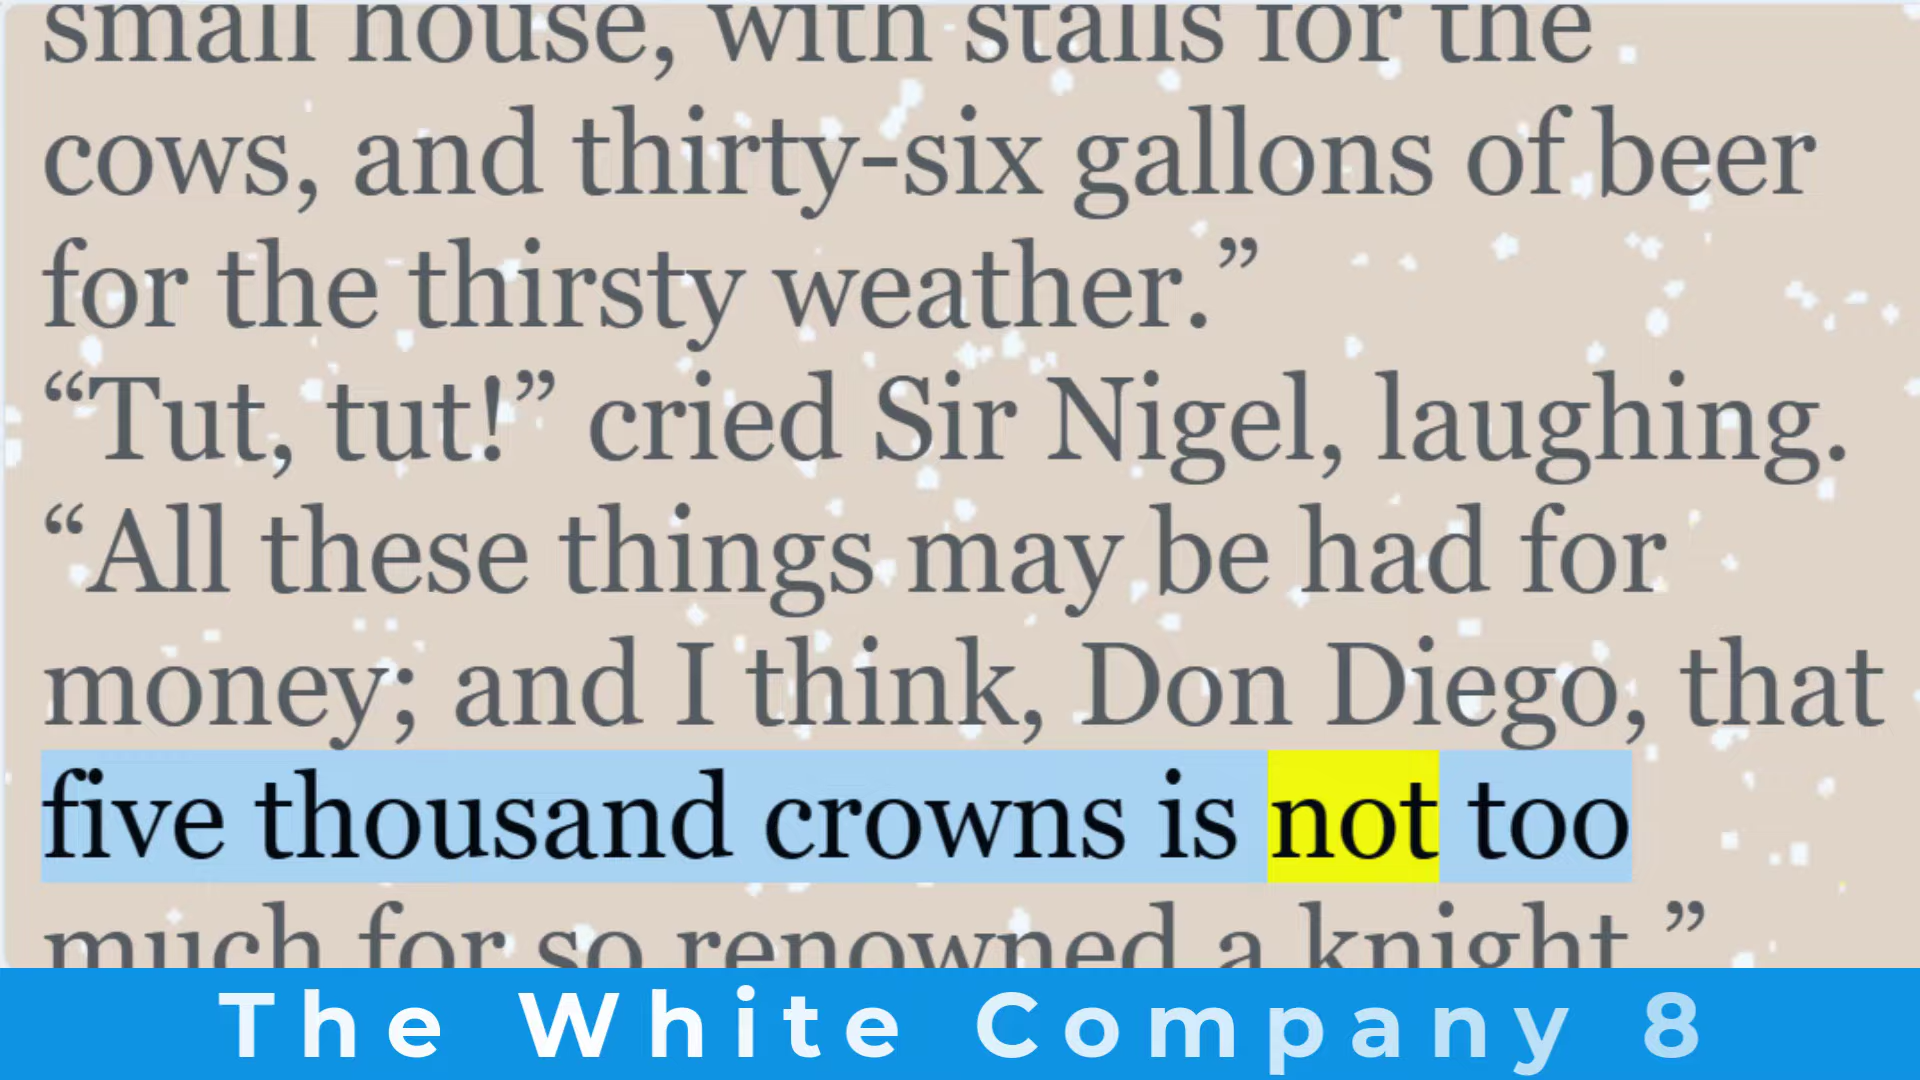 small house, with stalls for the
cows, and thirty-six gallons of beer
for the thirsty weather.”
“Tut, tut!” cried Sir Nigel, laughing.
“All these things may be had for
money; and I think, Don Diego, that
five thousand crowns is not too
much for so renowned a knight.”
The White Company 8